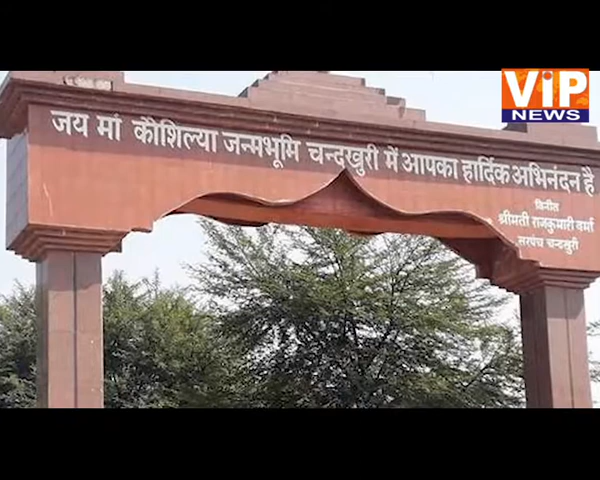 ViP
NEWS
जय माँ कौशिल्या जन्मभूमि चन्दखुरी में आपका हार्दिक अभिनंदन है
विनीत
श्रीमती राजकुमारी वर्मा
सरपंच चन्दखुरी